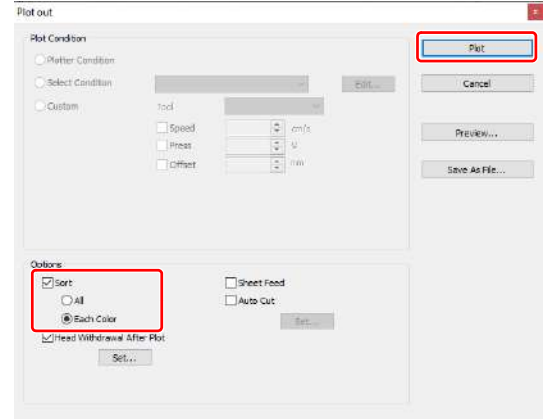 Plot out
Plot Condition
Plotter Condition
Select Condition
Edit...
Custom
Tool
Speed
cm/s
Press
g
Offset
mm
Plot
Cancel
Preview...
Save As File...
Options
Sort
All
Each Color
Head Withdrawal After Plot
Set...
Sheet Feed
Auto Cut
Set...